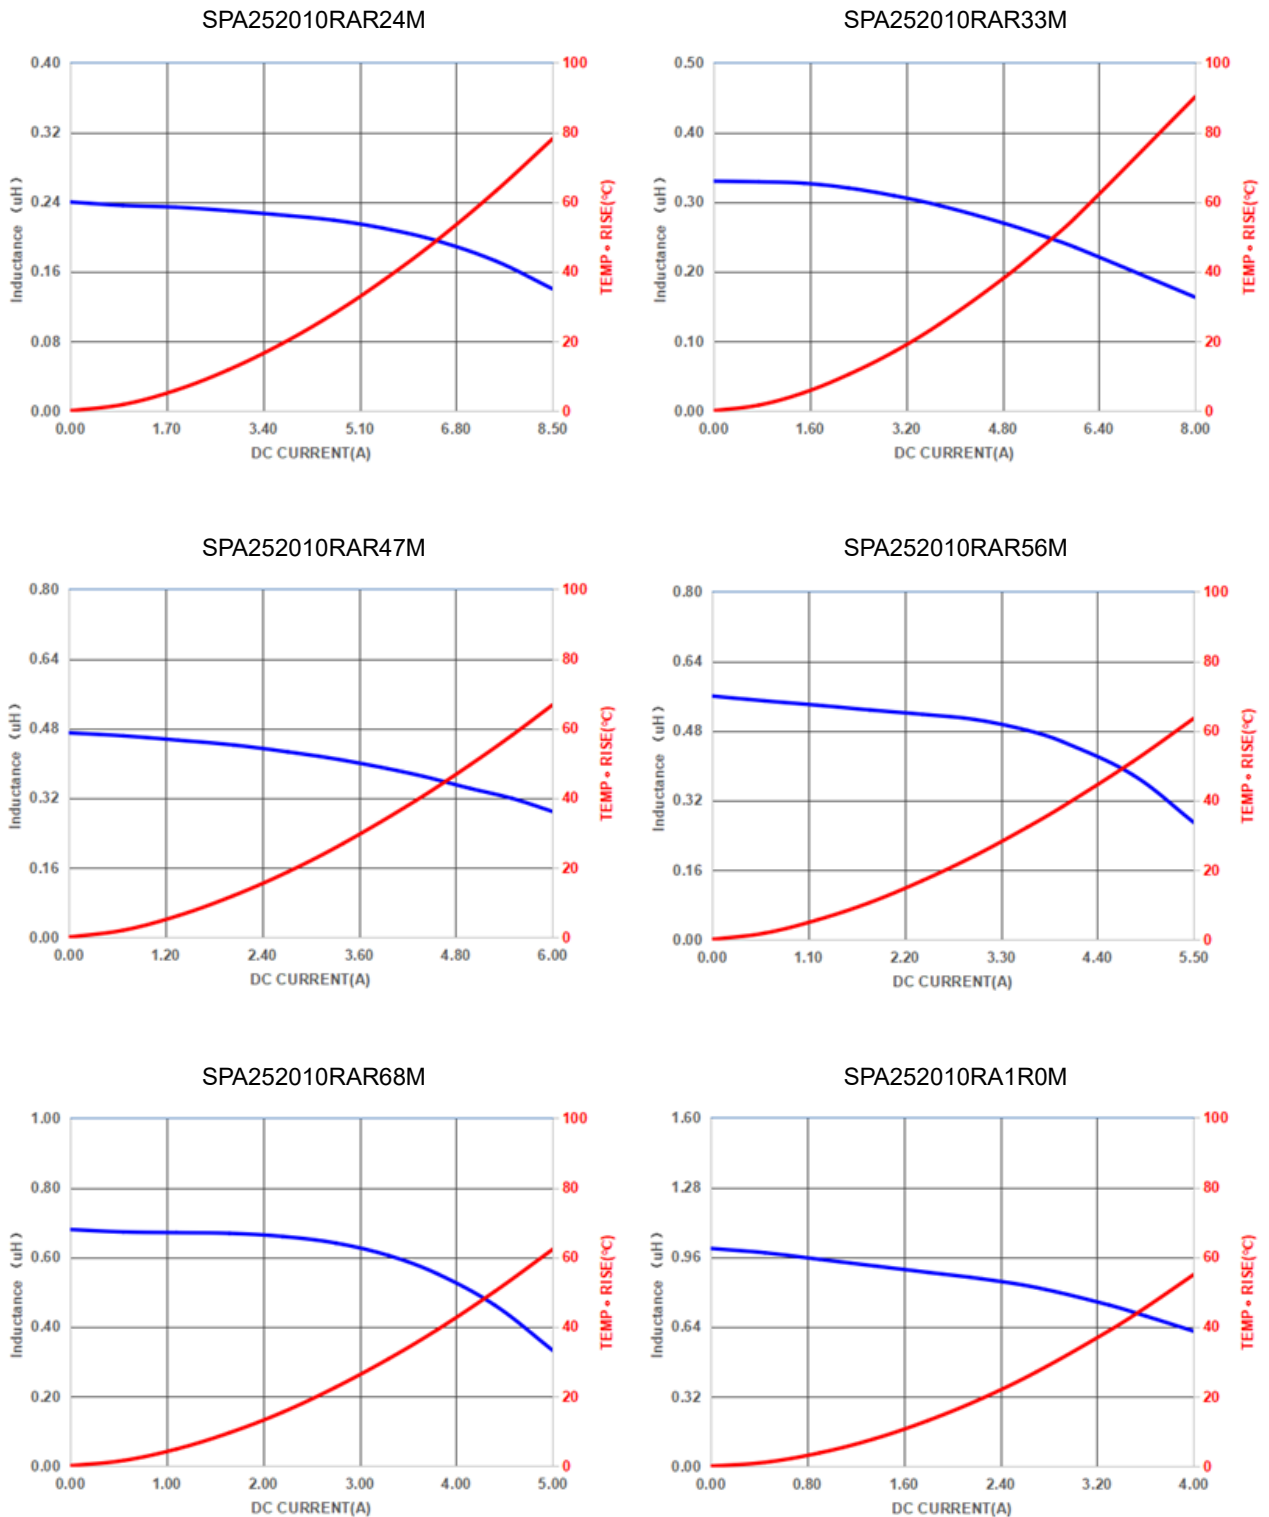 SPA252010RAR24M
0.40
0.32
0.24
0.16
0.08
0.00
Inductance （uH）
100
80
60
40
20
0
TEMP • RISE(℃)
0.00 1.70 3.40 5.10 6.80 8.50
DC CURRENT(A)
SPA252010RAR33M
0.50
0.40
0.30
0.20
0.10
0.00
Inductance （uH）
100
80
60
40
20
0
TEMP • RISE(℃)
0.00 1.60 3.20 4.80 6.40 8.00
DC CURRENT(A)
SPA252010RAR47M
0.80
0.64
0.48
0.32
0.16
0.00
Inductance （uH）
100
80
60
40
20
0
TEMP • RISE(℃)
0.00 1.20 2.40 3.60 4.80 6.00
DC CURRENT(A)
SPA252010RAR56M
0.80
0.64
0.48
0.32
0.16
0.00
Inductance （uH）
100
80
60
40
20
0
TEMP • RISE(℃)
0.00 1.10 2.20 3.30 4.40 5.50
DC CURRENT(A)
SPA252010RAR68M
1.00
0.80
0.60
0.40
0.20
0.00
Inductance （uH）
100
80
60
40
20
0
TEMP • RISE(℃)
0.00 1.00 2.00 3.00 4.00 5.00
DC CURRENT(A)
SPA252010RA1R0M
1.60
1.28
0.96
0.64
0.32
0.00
Inductance （uH）
100
80
60
40
20
0
TEMP • RISE(℃)
0.00 0.80 1.60 2.40 3.20 4.00
DC CURRENT(A)